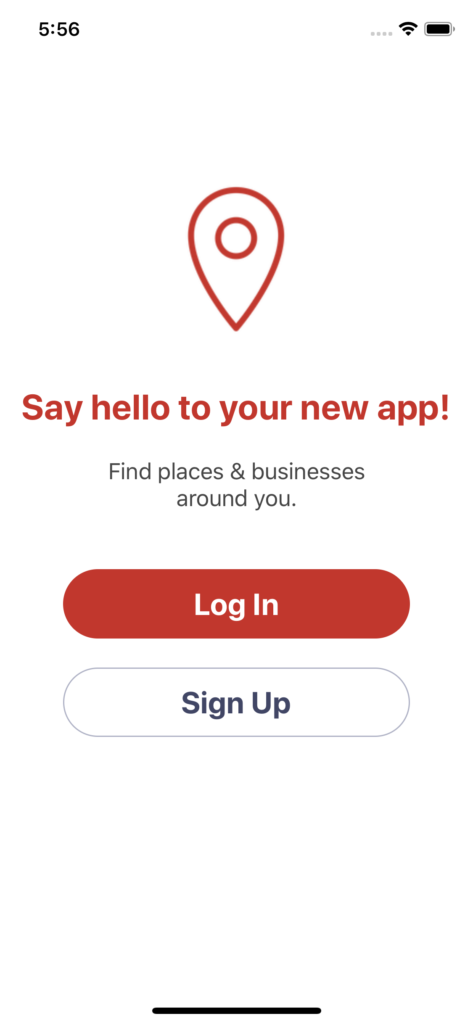 5:56
Say hello to your new app!
Find places & businesses
around you.
Log In
Sign Up